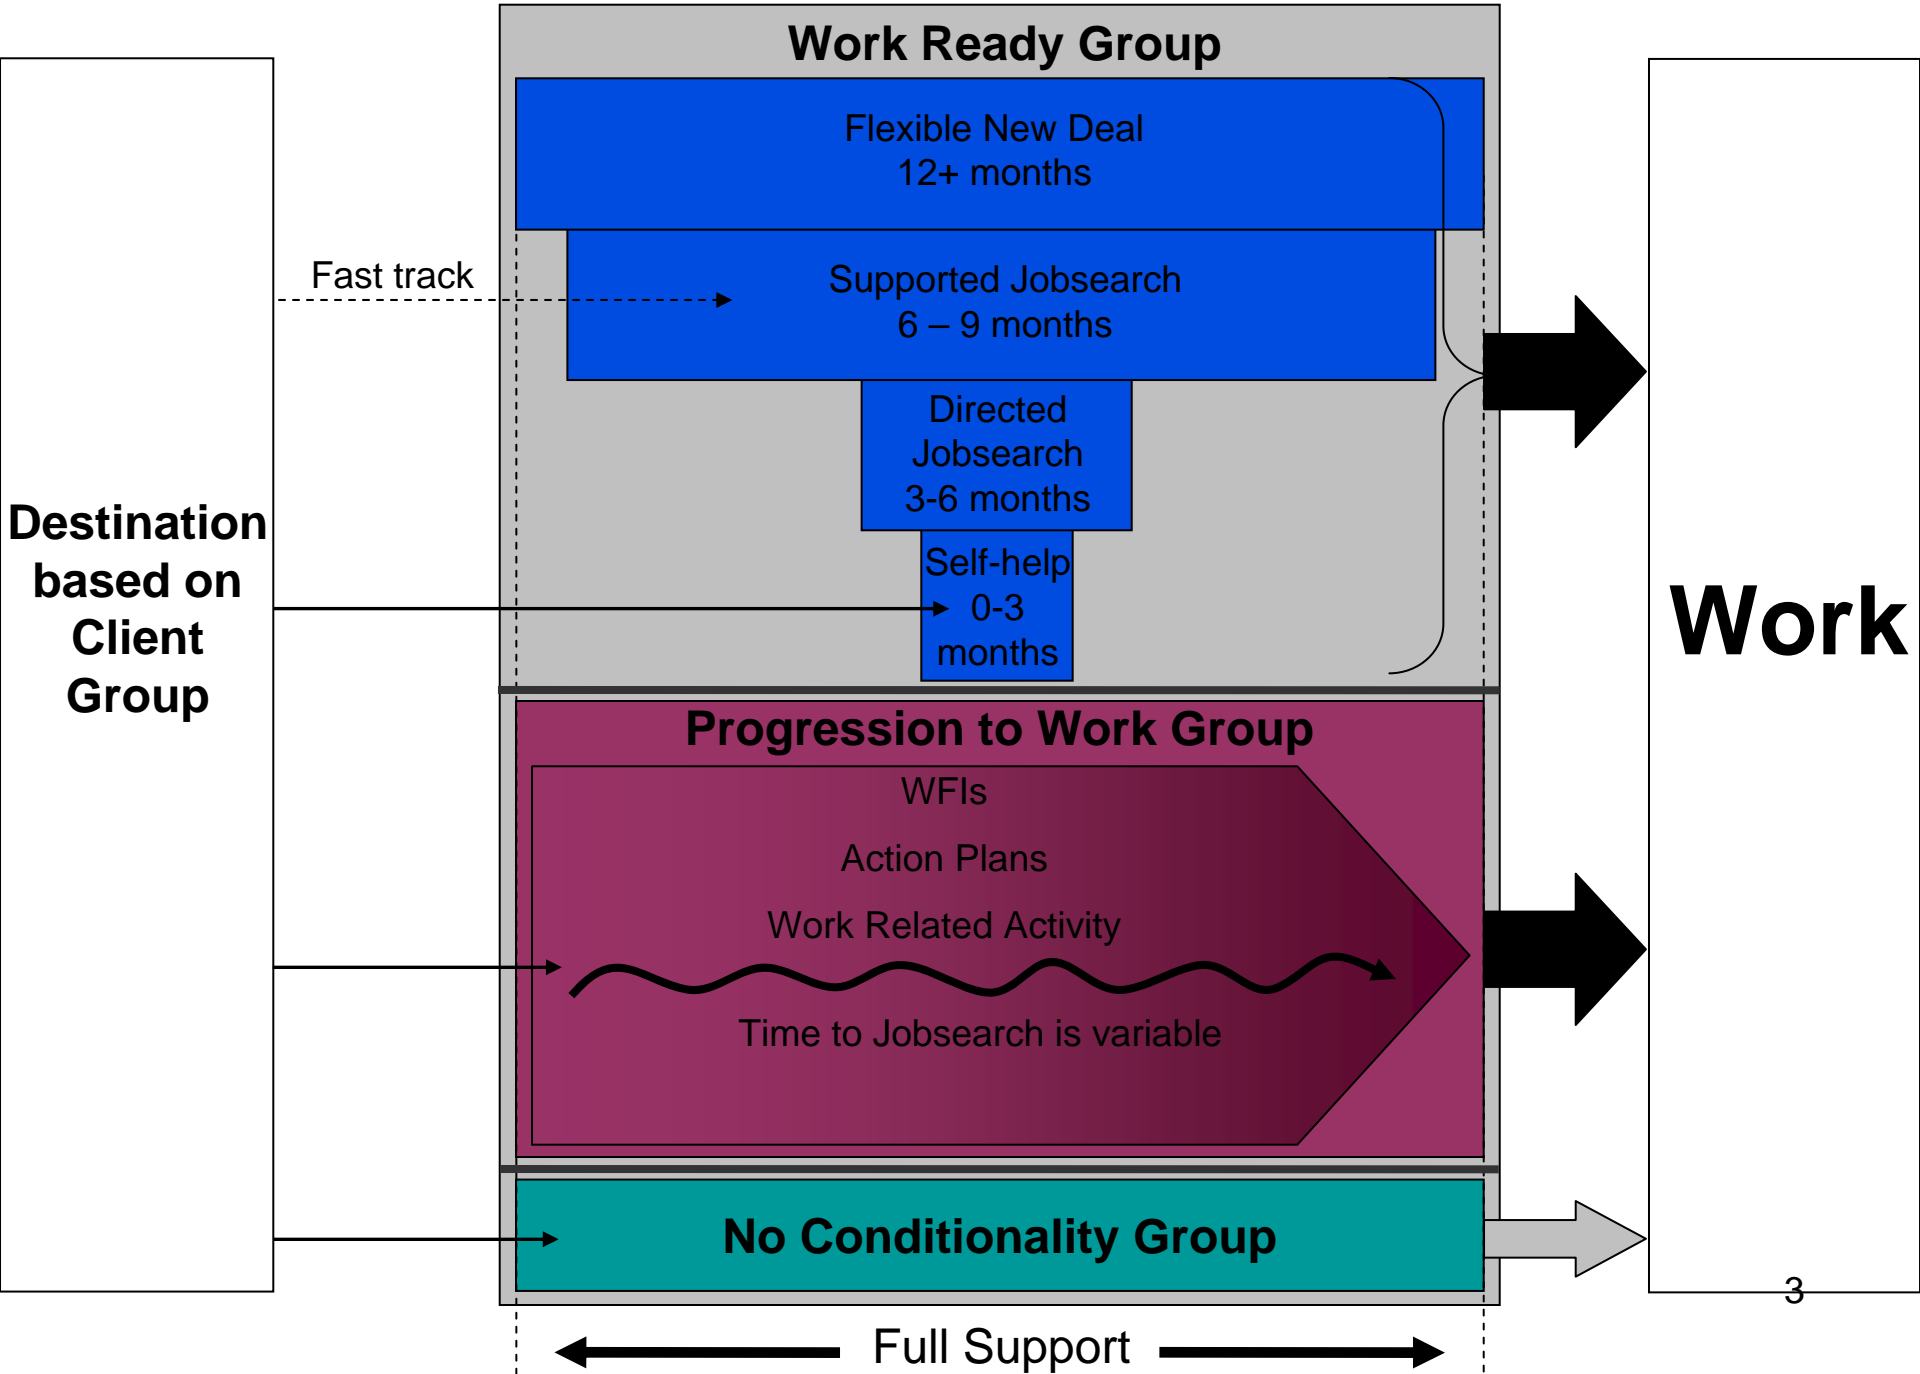 Work Ready Group
Flexible New Deal
12+ months
Fast track
Supported Jobsearch
6 – 9 months
Directed
Jobsearch
3-6 months
Self-help
0-3
months
Destination
based on
Client
Group
Work
Progression to Work Group
WFIs
Action Plans
Work Related Activity
Time to Jobsearch is variable
No Conditionality Group
3
Full Support